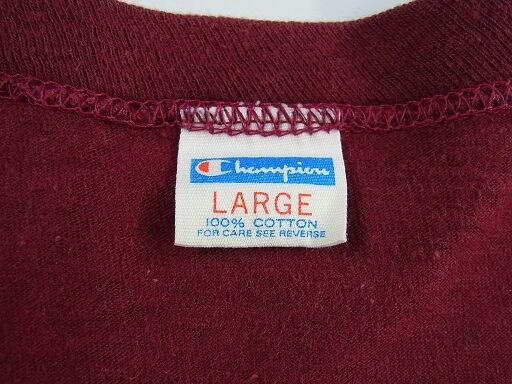 Champion
LARGE
100% COTTON
FOR CARE SEE REVERSE